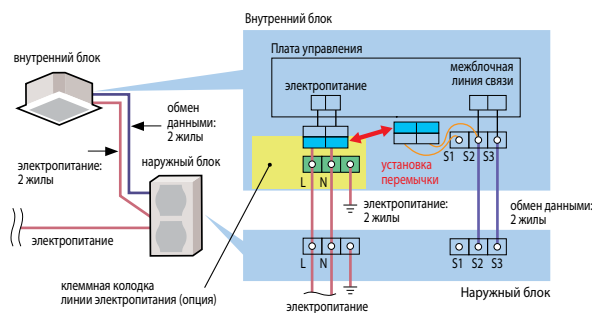 Внутренний блок
Плата управления
внутренний блок
электропитание
межблочная
линия связи
обмен
данными:
2 жилы
S1 S2 S3
установка
перемычки
электропитание:
2 жилы
наружный блок
L N
электропитание:
2 жилы
обмен данными:
2 жилы
электропитание
L N
S1 S2 S3
клеммная колодка
линии электропитания (опция)
Наружный блок
электропитание